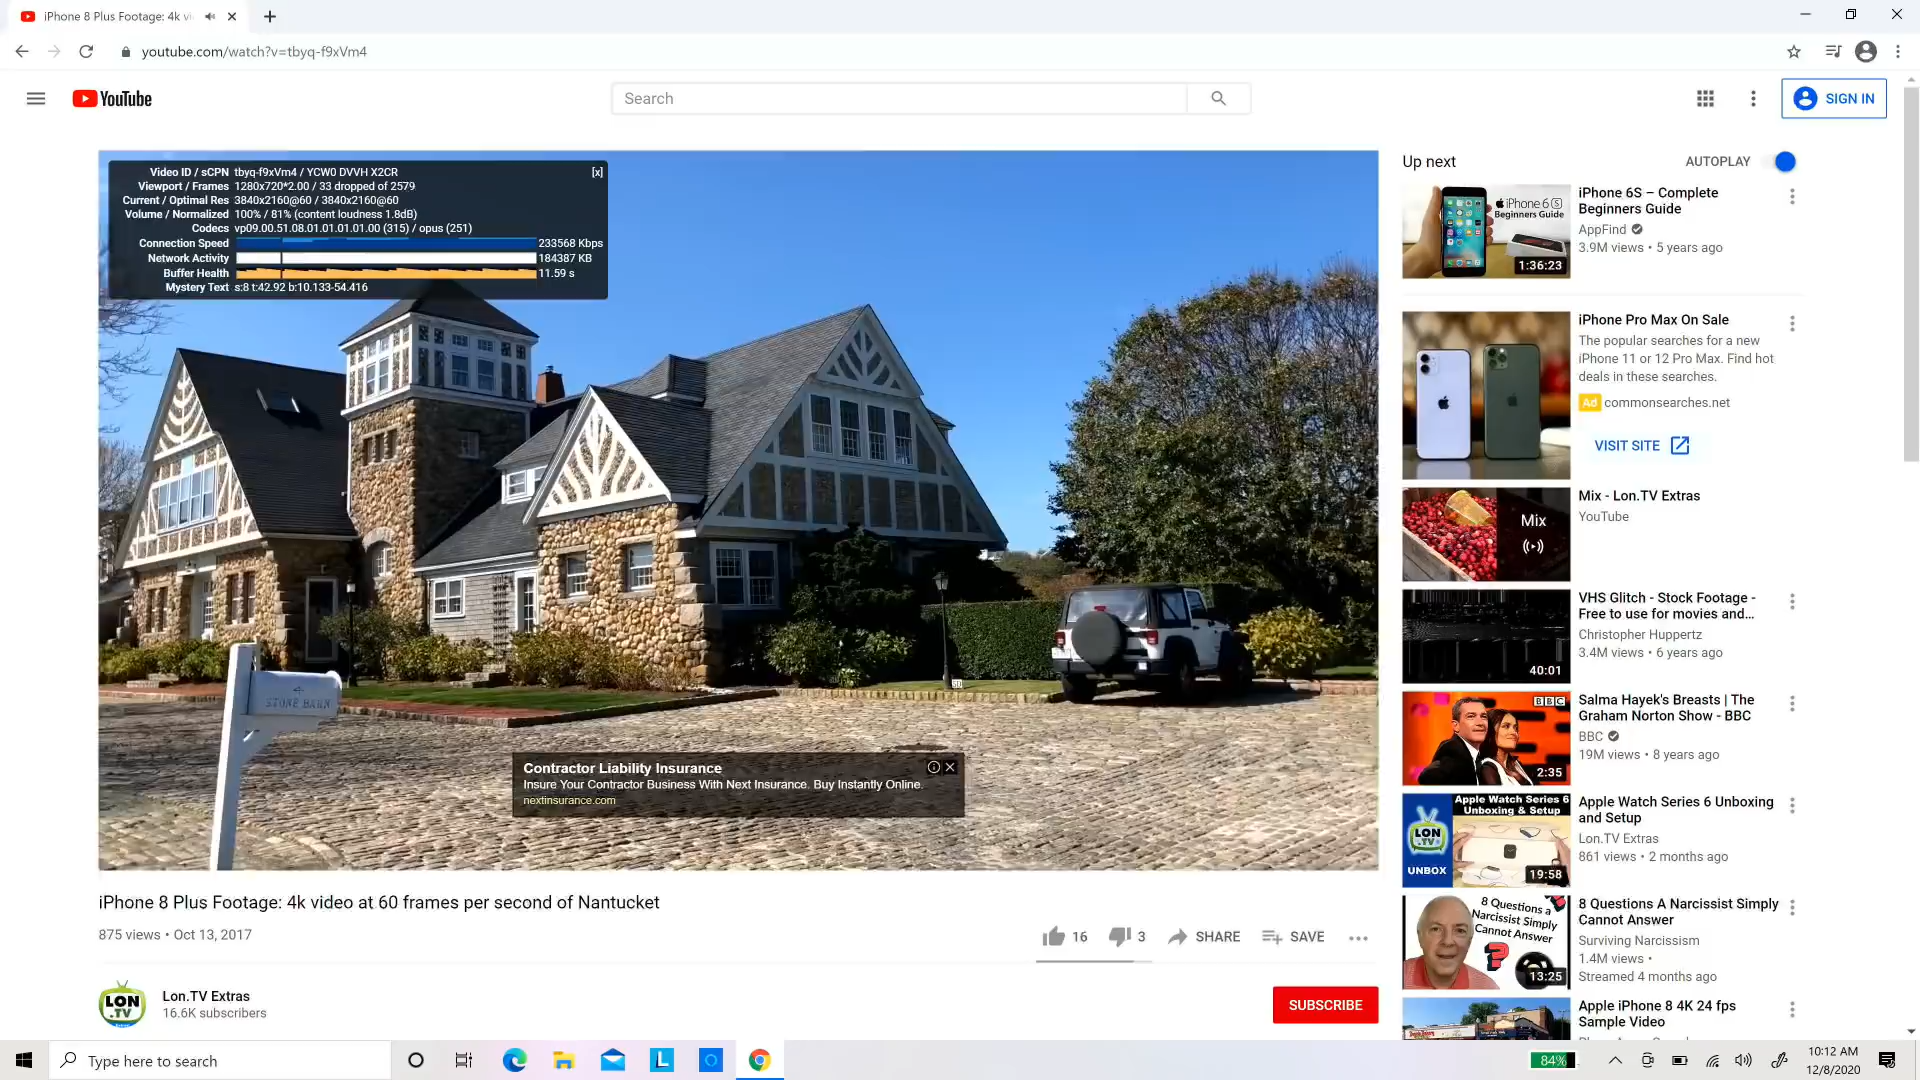 iPhone 8 Plus Footage: 4k vi
youtube.com/watch?v=tbyq-f9xVm4
YouTube
Search
SIGN IN
Video ID / sCPN tbyq-f9xVm4 / YCW0 DVVH X2CR
[x]
Viewport / Frames 1280x720*2.00 / 33 dropped of 2579
Current / Optimal Res 3840x2160@60 / 3840x2160@60
Volume / Normalized 100% / 81% (content loudness 1.8dB)
Codecs vp09.00.51.08.01.01.01.01.00 (315) / opus (251)
Connection Speed 233568 Kbps
Network Activity 184387 KB
Buffer Health 11.59 s
Mystery Text s:8 t:42.92 b:10.133-54.416
STONE BARN
Contractor Liability Insurance
Insure Your Contractor Business With Next Insurance. Buy Instantly Online.
nextinsurance.com
iPhone 8 Plus Footage: 4k video at 60 frames per second of Nantucket
875 views • Oct 13, 2017
16
3
SHARE
SAVE
LON
.TV
Lon.TV Extras
16.6K subscribers
SUBSCRIBE
Up next
AUTOPLAY
iPhone 6S
Beginners Guide
1:36:23
iPhone 6S – Complete
Beginners Guide
AppFind
3.9M views • 5 years ago
iPhone Pro Max On Sale
The popular searches for a new
iPhone 11 or 12 Pro Max. Find hot
deals in these searches.
Ad commonsearches.net
VISIT SITE
Mix
Mix - Lon.TV Extras
YouTube
40:01
VHS Glitch - Stock Footage -
Free to use for movies and...
Christopher Huppertz
3.4M views • 6 years ago
BBC
2:35
Salma Hayek's Breasts | The
Graham Norton Show - BBC
BBC
19M views • 8 years ago
Apple Watch Series 6
Unboxing & Setup
LON
.TV
UNBOX
19:58
Apple Watch Series 6 Unboxing
and Setup
Lon.TV Extras
861 views • 2 months ago
8 Questions a
Narcissist Simply
Cannot Answer
13:25
8 Questions A Narcissist Simply
Cannot Answer
Surviving Narcissism
1.4M views •
Streamed 4 months ago
Apple iPhone 8 4K 24 fps
Sample Video
Type here to search
L
84%
10:12 AM
12/8/2020